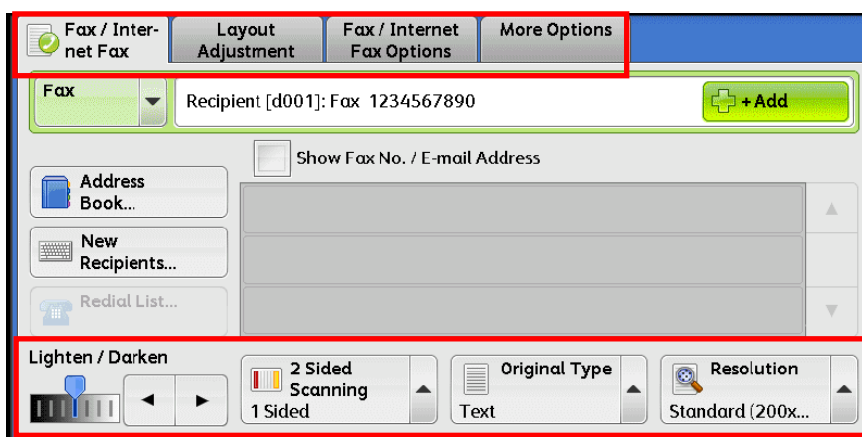 Fax / Inter-
net Fax
Layout
Adjustment
Fax / Internet
Fax Options
More Options
Fax
Recipient [d001]: Fax 1234567890
+Add
Show Fax No. / E-mail Address
Address
Book...
New
Recipients...
Redial List...
Lighten / Darken
2 Sided
Scanning
1 Sided
Original Type
Text
Resolution
Standard (200x...